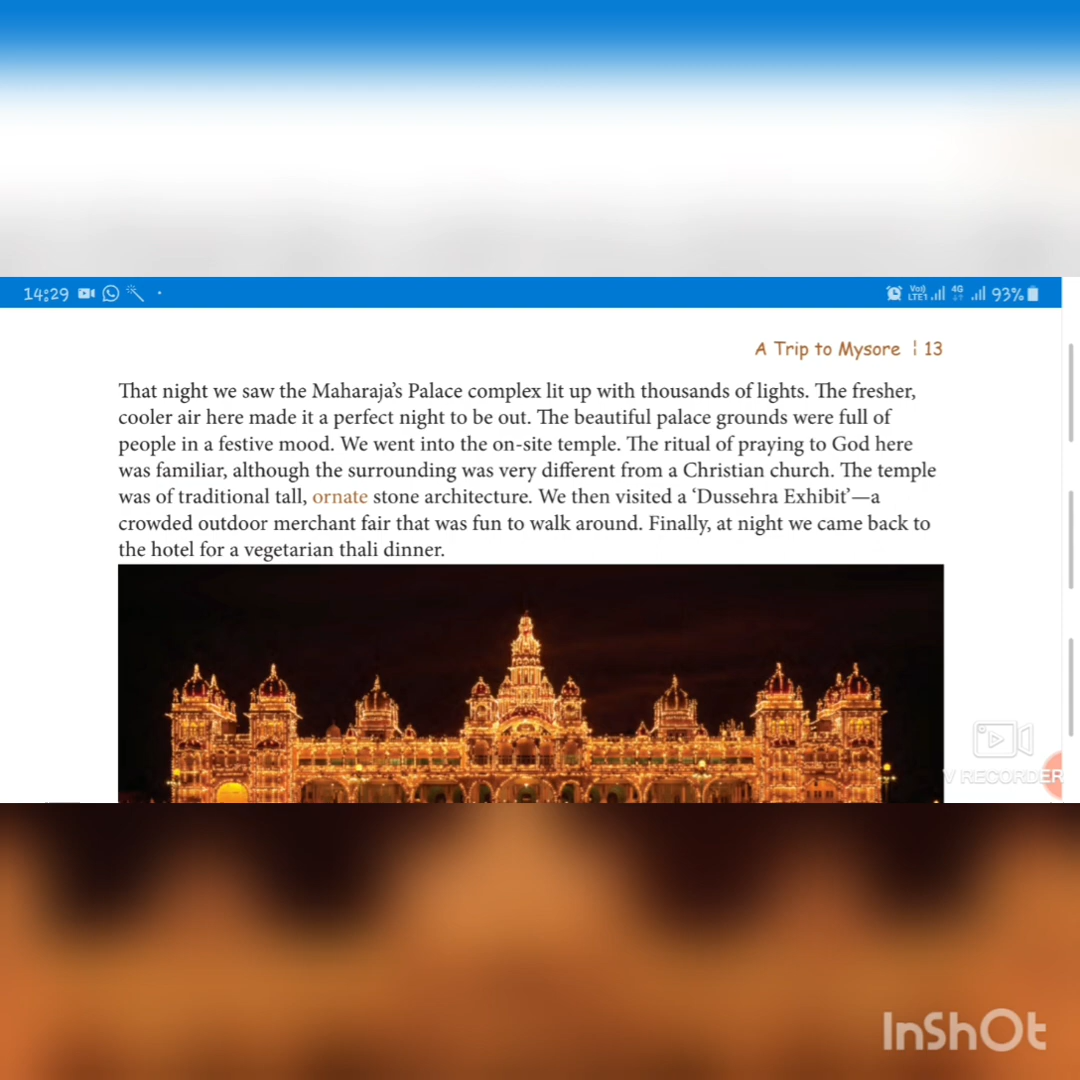 14:29
Vo)) LTE1 4G 93%
A Trip to Mysore ¦ 13
That night we saw the Maharaja’s Palace complex lit up with thousands of lights. The fresher,
cooler air here made it a perfect night to be out. The beautiful palace grounds were full of
people in a festive mood. We went into the on-site temple. The ritual of praying to God here
was familiar, although the surrounding was very different from a Christian church. The temple
was of traditional tall, ornate stone architecture. We then visited a ‘Dussehra Exhibit’—a
crowded outdoor merchant fair that was fun to walk around. Finally, at night we came back to
the hotel for a vegetarian thali dinner.
V RECORDER
InShOt